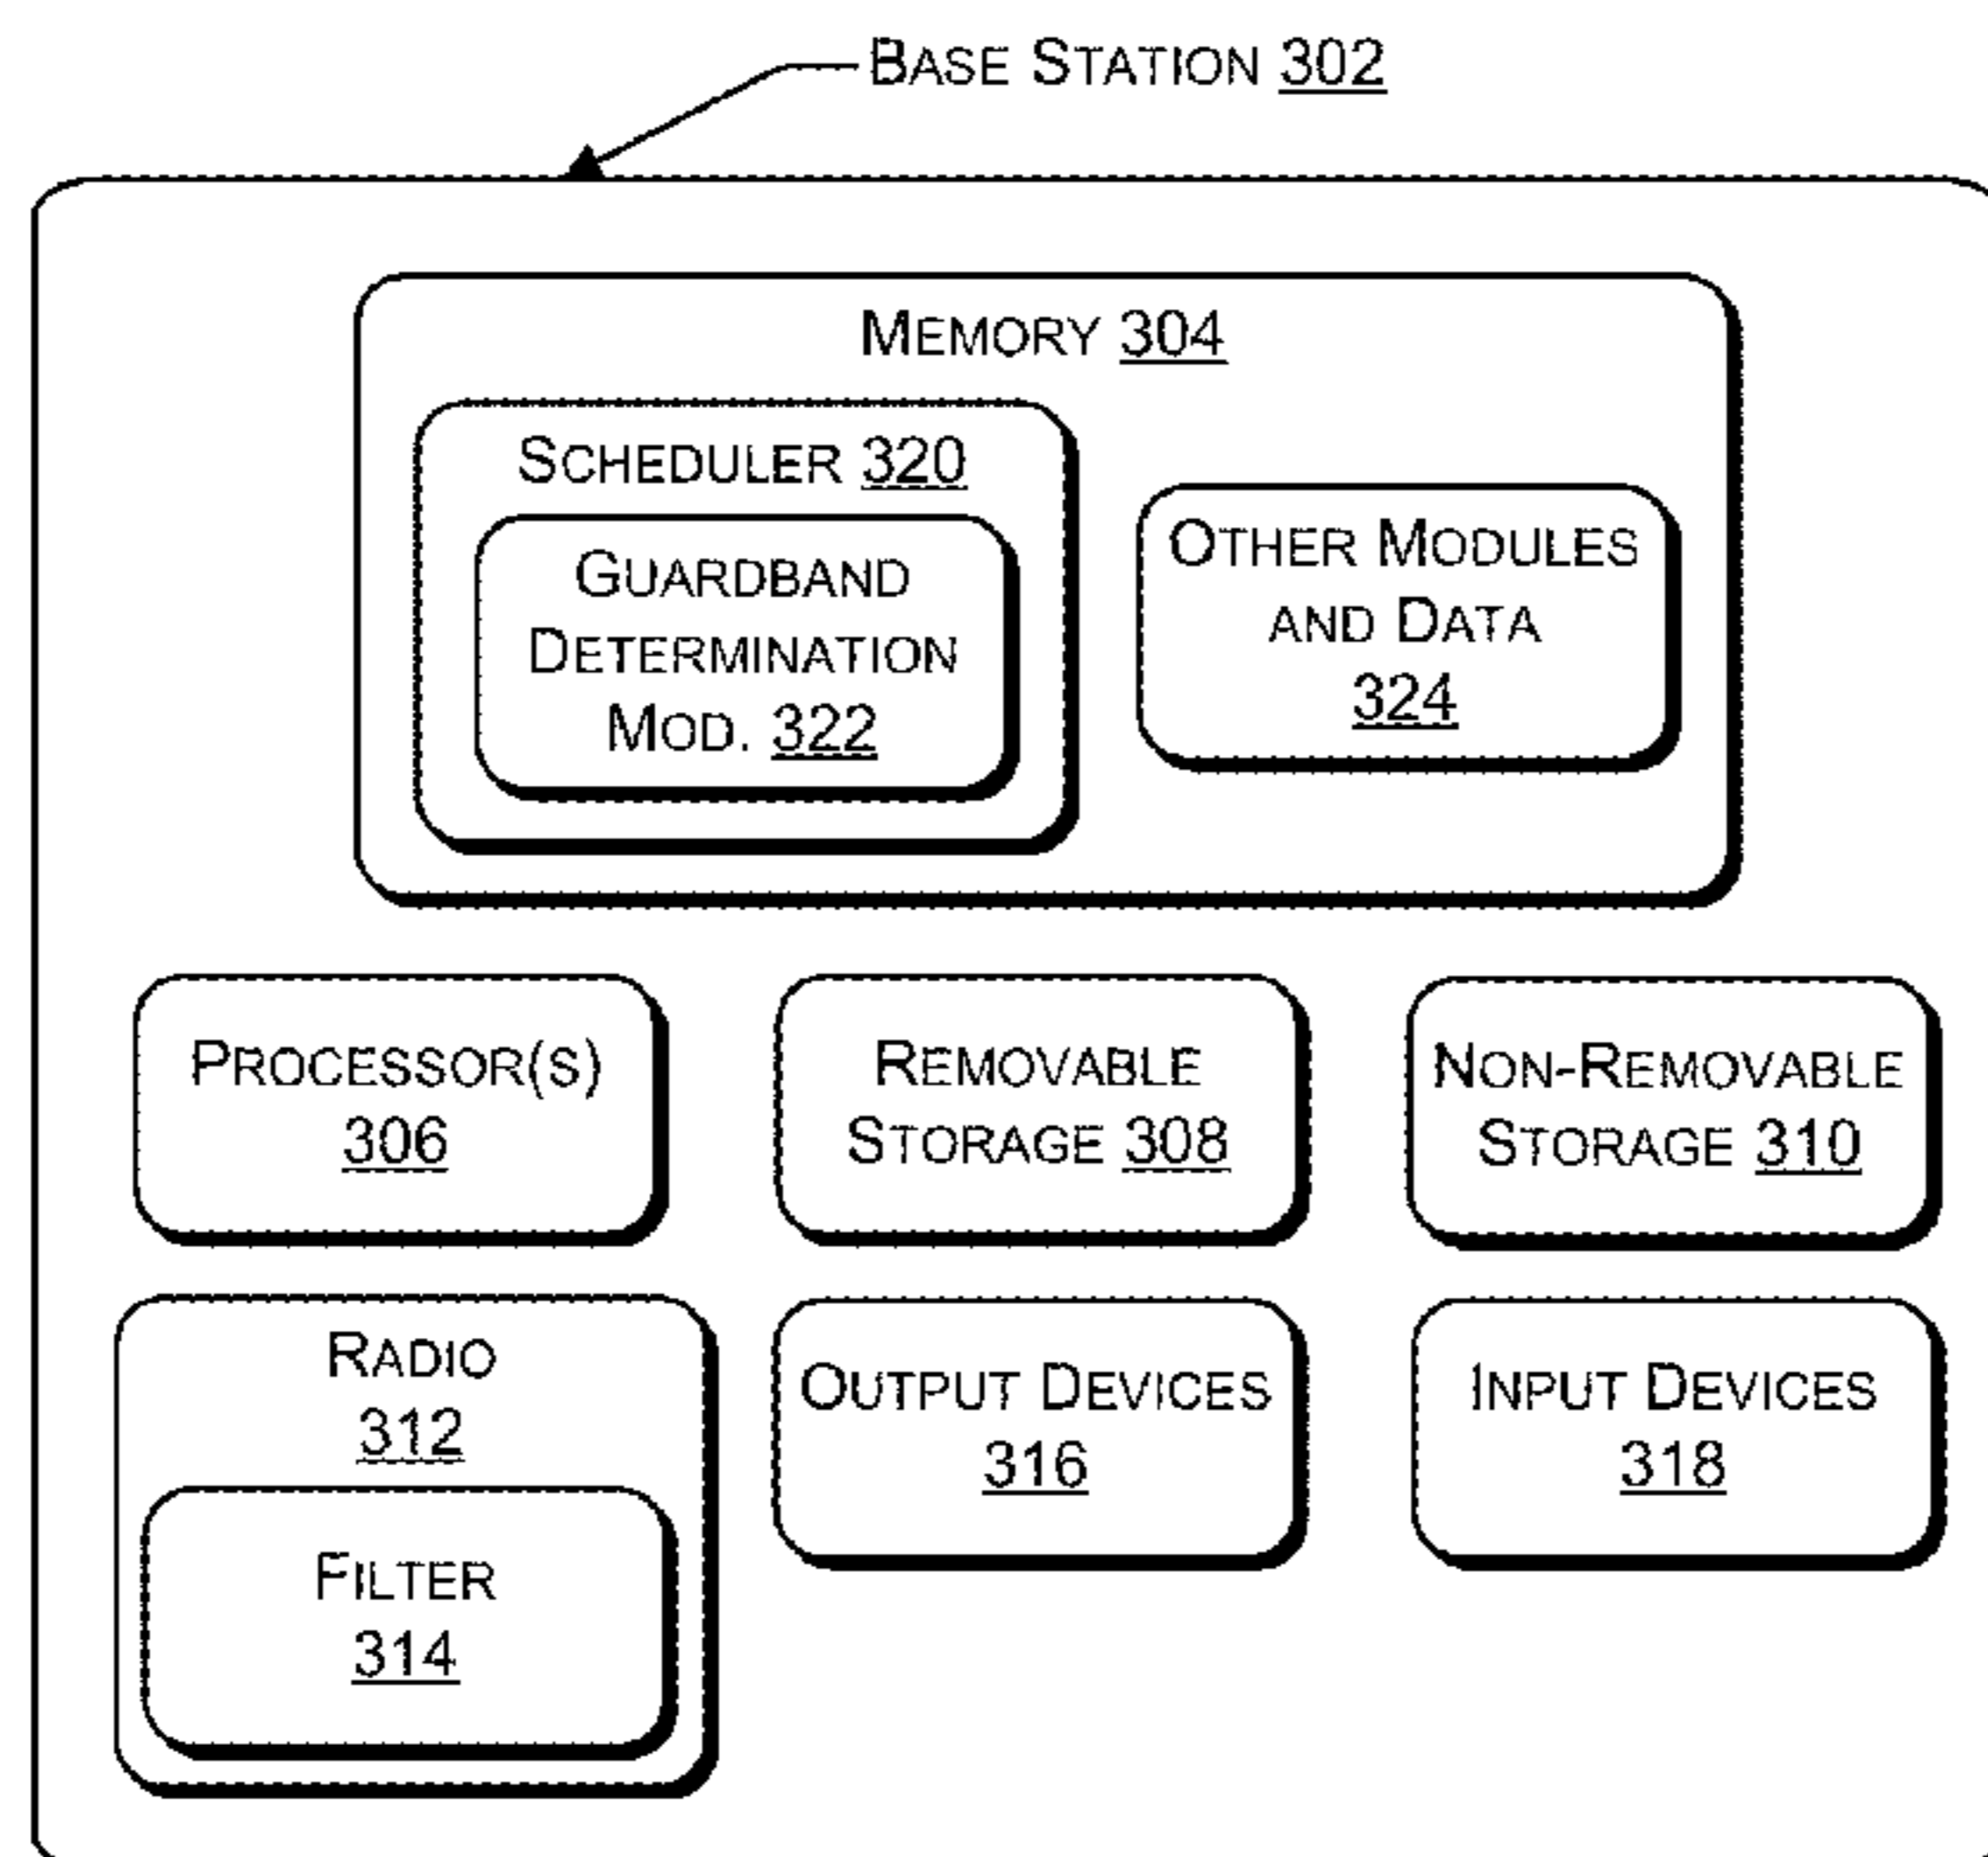 BASE STATION 302
MEMORY 304
SCHEDULER 320
GUARDBAND
DETERMINATION
MOD. 322
OTHER MODULES
AND DATA
324
PROCESSOR(S)
306
REMOVABLE
STORAGE 308
NON-REMOVABLE
STORAGE 310
RADIO
312
FILTER
314
OUTPUT DEVICES
316
INPUT DEVICES
318